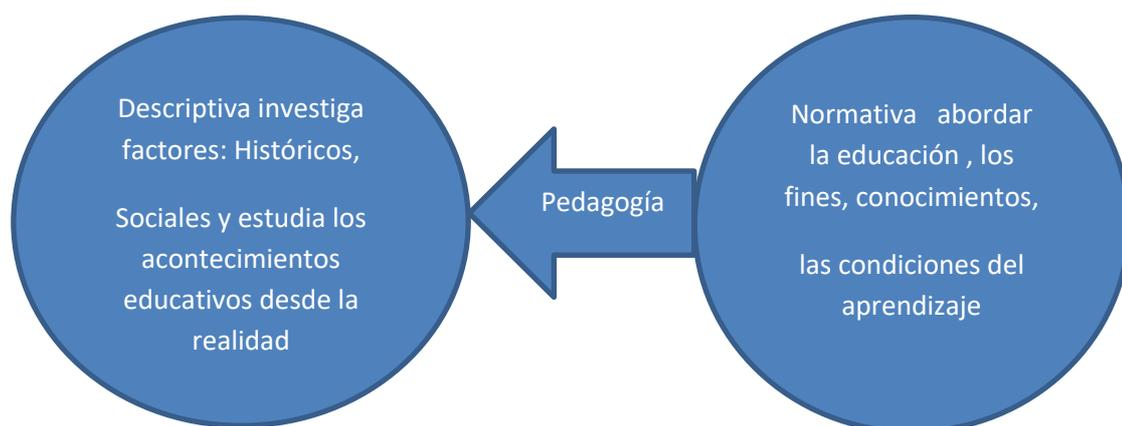 Descriptiva investiga
factores: Históricos,
Sociales y estudia los
acontecimientos
educativos desde la
realidad
Pedagogía
Normativa abordar
la educación , los
fines, conocimientos,
las condiciones del
aprendizaje